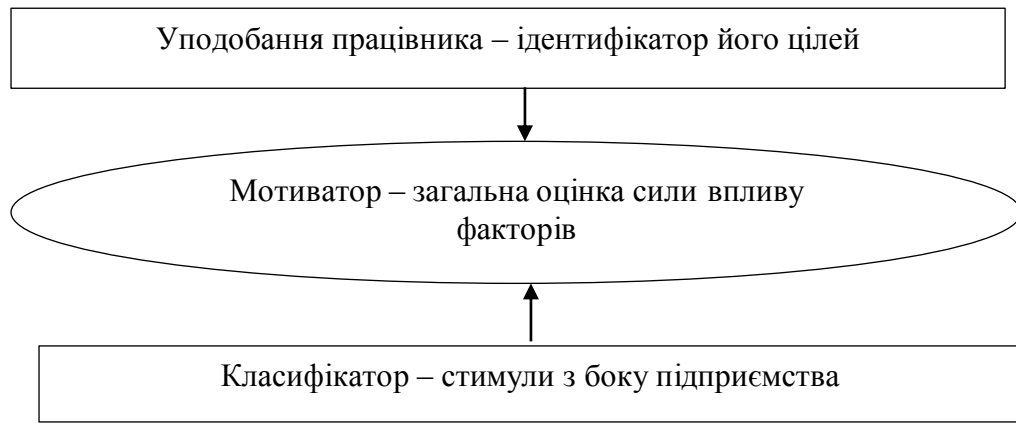 Уподобання працівника – ідентифікатор його цілей
Мотиватор – загальна оцінка сили впливу
факторів
Класифікатор – стимули з боку підприємства